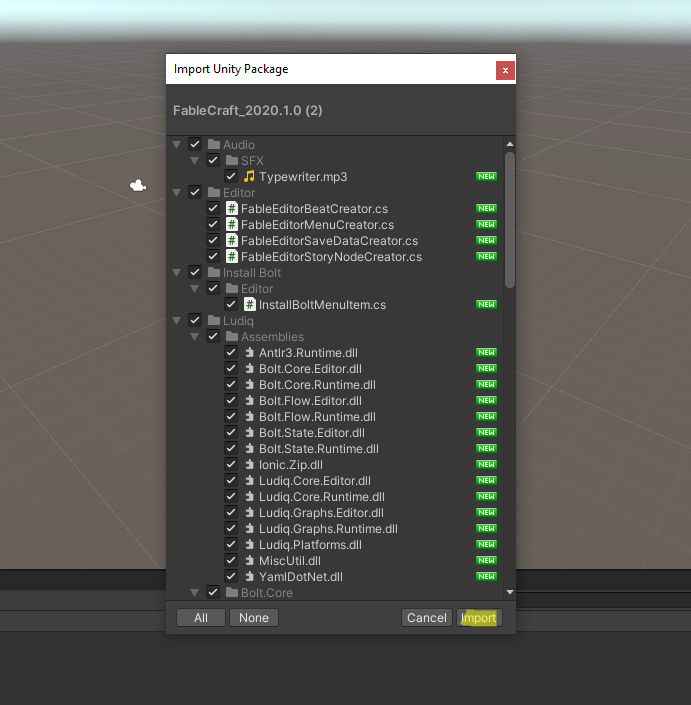 Import Unity Package
x
FableCraft_2020.1.0 (2)
Audio
SFX
Typewriter.mp3 NEW
Editor
FableEditorBeatCreator.cs NEW
FableEditorMenuCreator.cs NEW
FableEditorSaveDataCreator.cs NEW
FableEditorStoryNodeCreator.cs NEW
Install Bolt
Editor
InstallBoltMenuItem.cs NEW
Ludiq
Assemblies
Antlr3.Runtime.dll NEW
Bolt.Core.Editor.dll NEW
Bolt.Core.Runtime.dll NEW
Bolt.Flow.Editor.dll NEW
Bolt.Flow.Runtime.dll NEW
Bolt.State.Editor.dll NEW
Bolt.State.Runtime.dll NEW
Ionic.Zip.dll NEW
Ludiq.Core.Editor.dll NEW
Ludiq.Core.Runtime.dll NEW
Ludiq.Graphs.Editor.dll NEW
Ludiq.Graphs.Runtime.dll NEW
Ludiq.Platforms.dll NEW
MiscUtil.dll NEW
YamlDotNet.dll NEW
Bolt.Core
All None Cancel Import